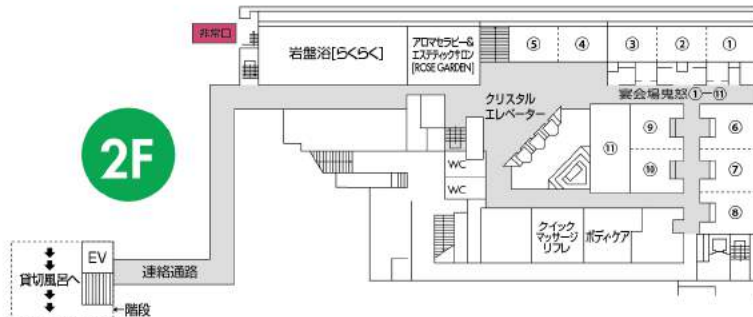 非常口
岩盤浴[らくらく]
アロマセラピー&
エステティックサロン
[ROSE GARDEN]
⑤
④
③
②
①
クリスタル
エレベーター
宴会場鬼怒①ー⑪
⑨
⑥
⑪
⑩
⑦
⑧
2F
WC
WC
クイック
マッサージ
リフレ
ボディ・ケア
EV
連絡通路
貸切風呂へ
←階段